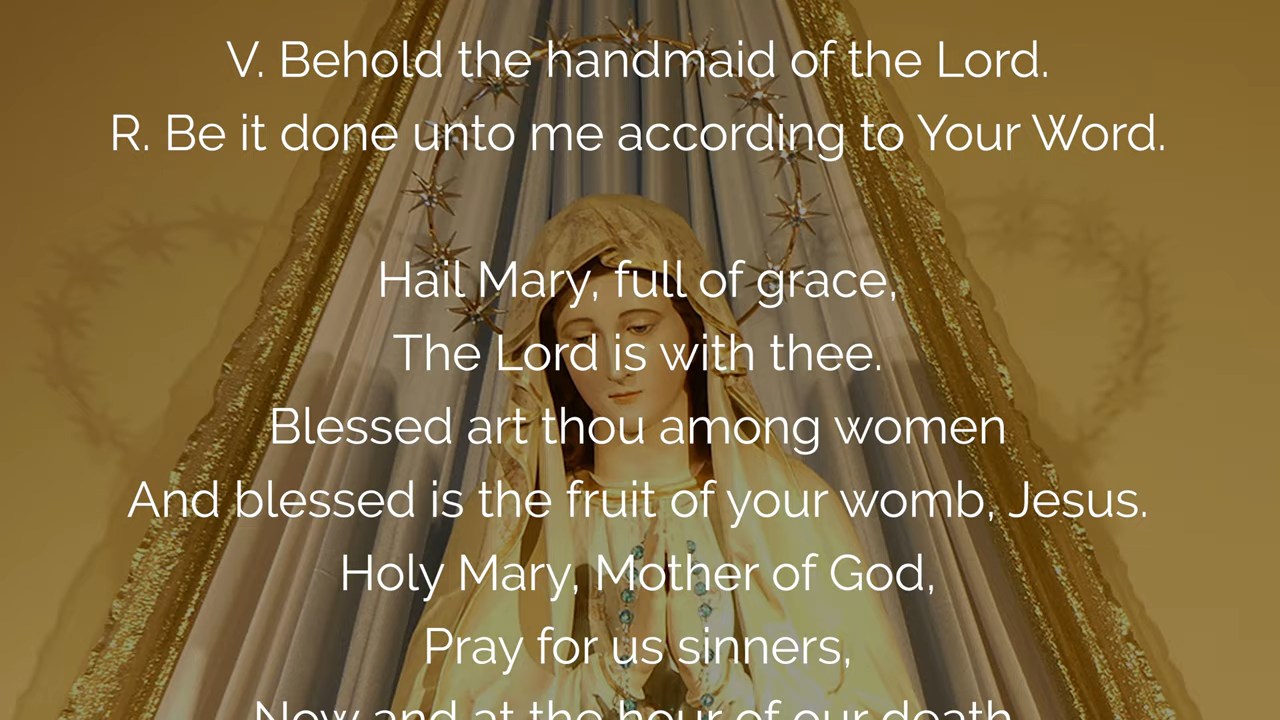 V. Behold the handmaid of the Lord.
R. Be it done unto me according to Your Word.
Hail Mary, full of grace,
The Lord is with thee.
Blessed art thou among women
And blessed is the fruit of your womb, Jesus.
Holy Mary, Mother of God,
Pray for us sinners,
Now and at the hour of our death